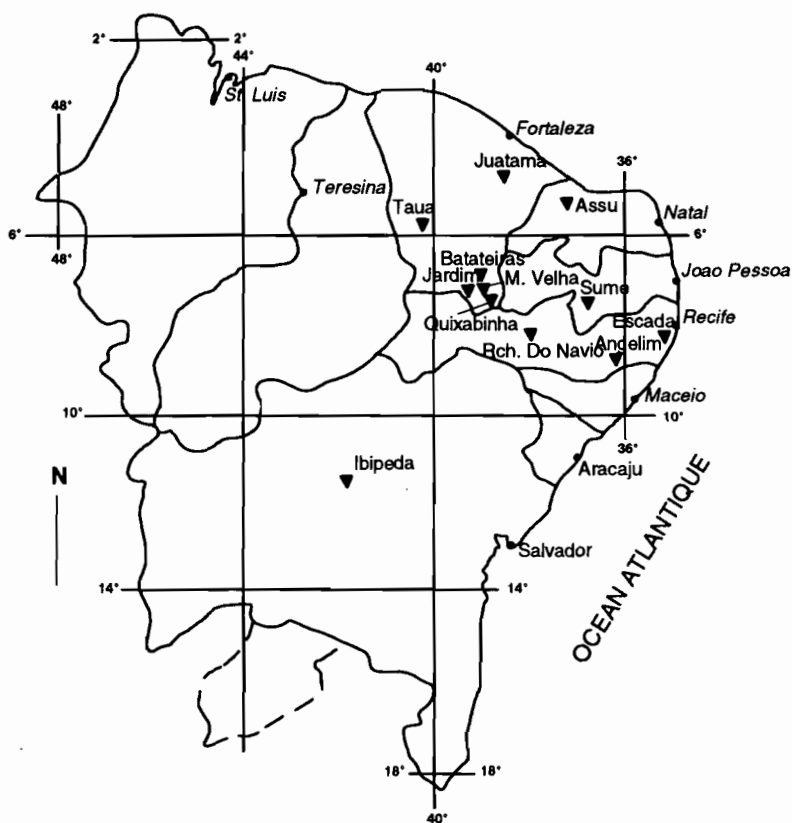 2° 2°
44°
40°
St. Luis
48°
Fortaleza
Juatama
36°
Teresina
Taua
Assu
Natal
6° 6°
48°
Batateiras
Joao Pessoa
Jardim
M. Velha
Sume
Quixabinha
Escada
Recife
Rch. Do Navio
Angelim
Maceio
10° 10°
36°
N
Ibipeda
Aracaju
Salvador
OCEAN ATLANTIQUE
14° 14°
18° 18°
40°